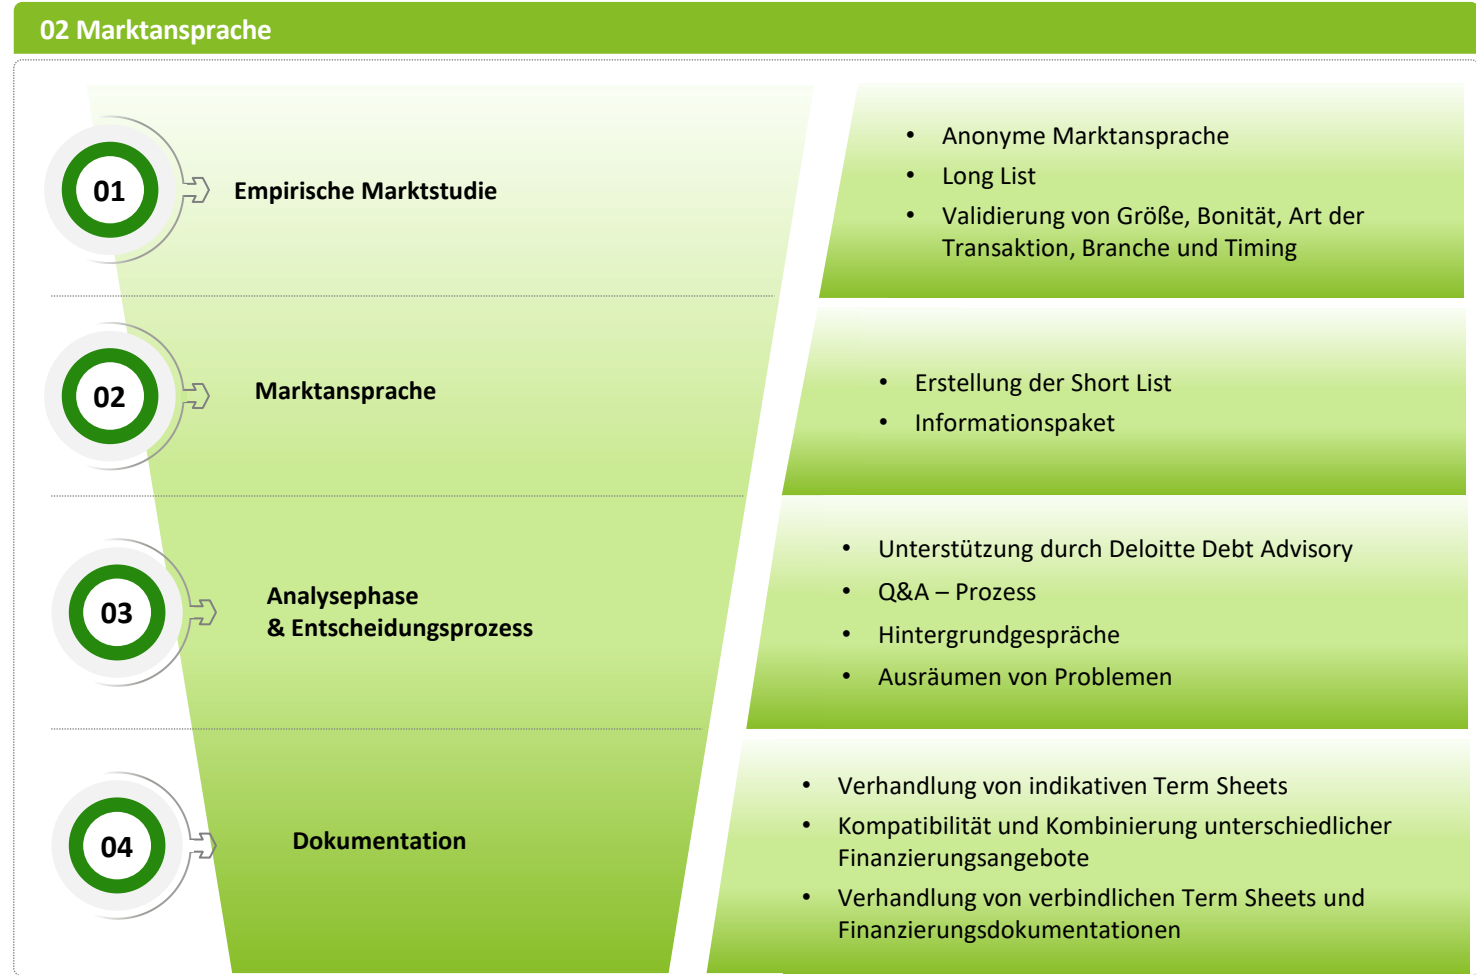 02 Marktansprache
01
Empirische Marktstudie
• Anonyme Marktansprache
• Long List
• Validierung von Größe, Bonität, Art der
Transaktion, Branche und Timing
02
Marktansprache
• Erstellung der Short List
• Informationspaket
03
Analysephase
& Entscheidungsprozess
• Unterstützung durch Deloitte Debt Advisory
• Q&A – Prozess
• Hintergrundgespräche
• Ausräumen von Problemen
04
Dokumentation
• Verhandlung von indikativen Term Sheets
• Kompatibilität und Kombinierung unterschiedlicher
Finanzierungsangebote
• Verhandlung von verbindlichen Term Sheets und
Finanzierungsdokumentationen